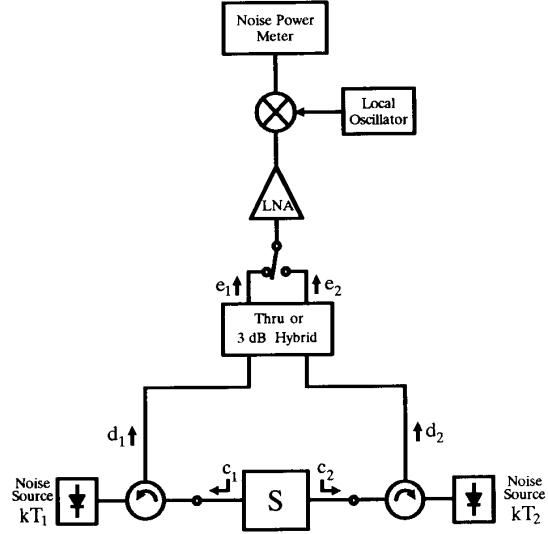 Noise Power
Meter
Local
Oscillator
LNA
e1
e2
Thru or
3 dB Hybrid
d1
d2
Noise
Source
kT1
c1
S
c2
Noise
Source
kT2